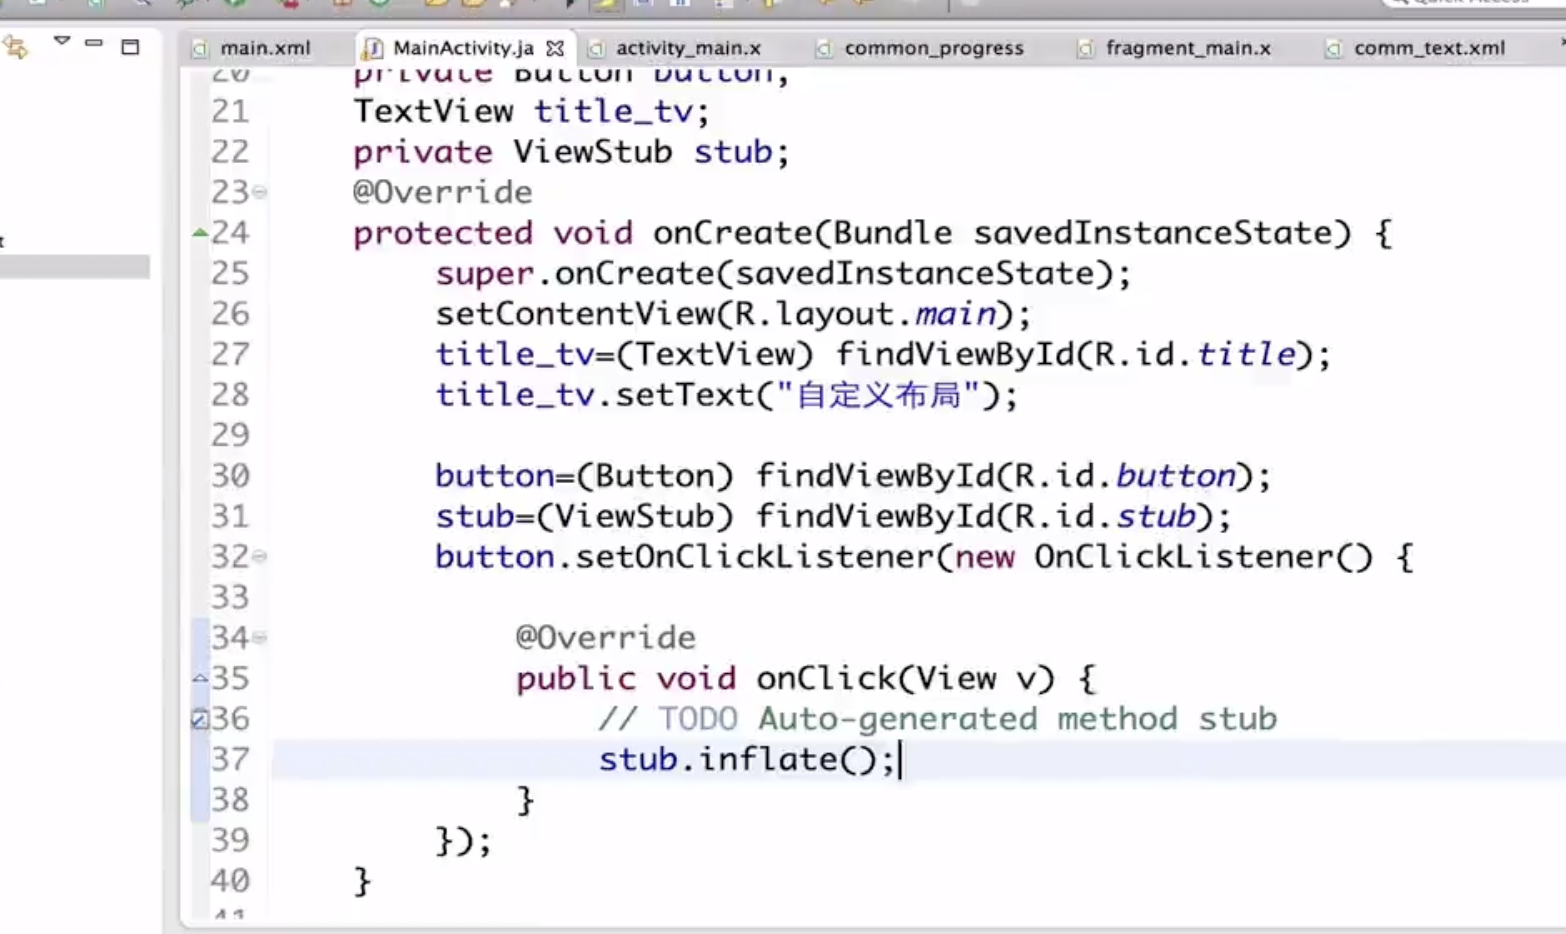 main.xml MainActivity.ja activity_main.x common_progress fragment_main.x comm_text.xml
20 private Button button;
21 TextView title_tv;
22 private ViewStub stub;
23 @Override
24 protected void onCreate(Bundle savedInstanceState) {
25 super.onCreate(savedInstanceState);
26 setContentView(R.layout.main);
27 title_tv=(TextView) findViewById(R.id.title);
28 title_tv.setText("自定义布局");
29
30 button=(Button) findViewById(R.id.button);
31 stub=(ViewStub) findViewById(R.id.stub);
32 button.setOnClickListener(new OnClickListener() {
33
34 @Override
35 public void onClick(View v) {
36 // TODO Auto-generated method stub
37 stub.inflate();
38 }
39 });
40 }
41